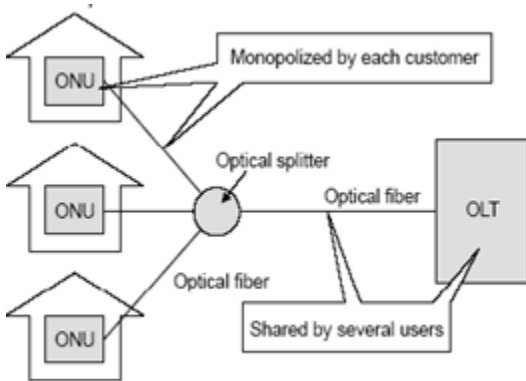 ONU
Monopolized by each customer
Optical splitter
ONU
Optical fiber
OLT
Optical fiber
ONU
Shared by several users